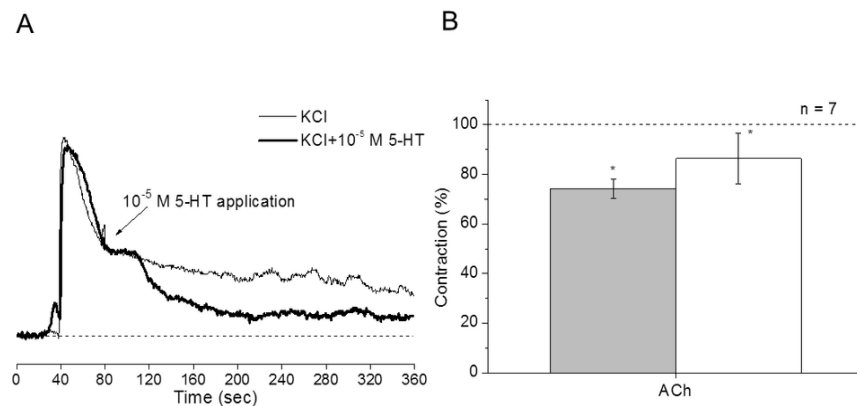 A
KCl
KCl+10⁻⁵ M 5-HT
10⁻⁵ M 5-HT application
0 40 80 120 160 200 240 280 320 360
Time (sec)
B
n = 7
100
80
60
40
20
0
Contraction (%)
*
*
ACh